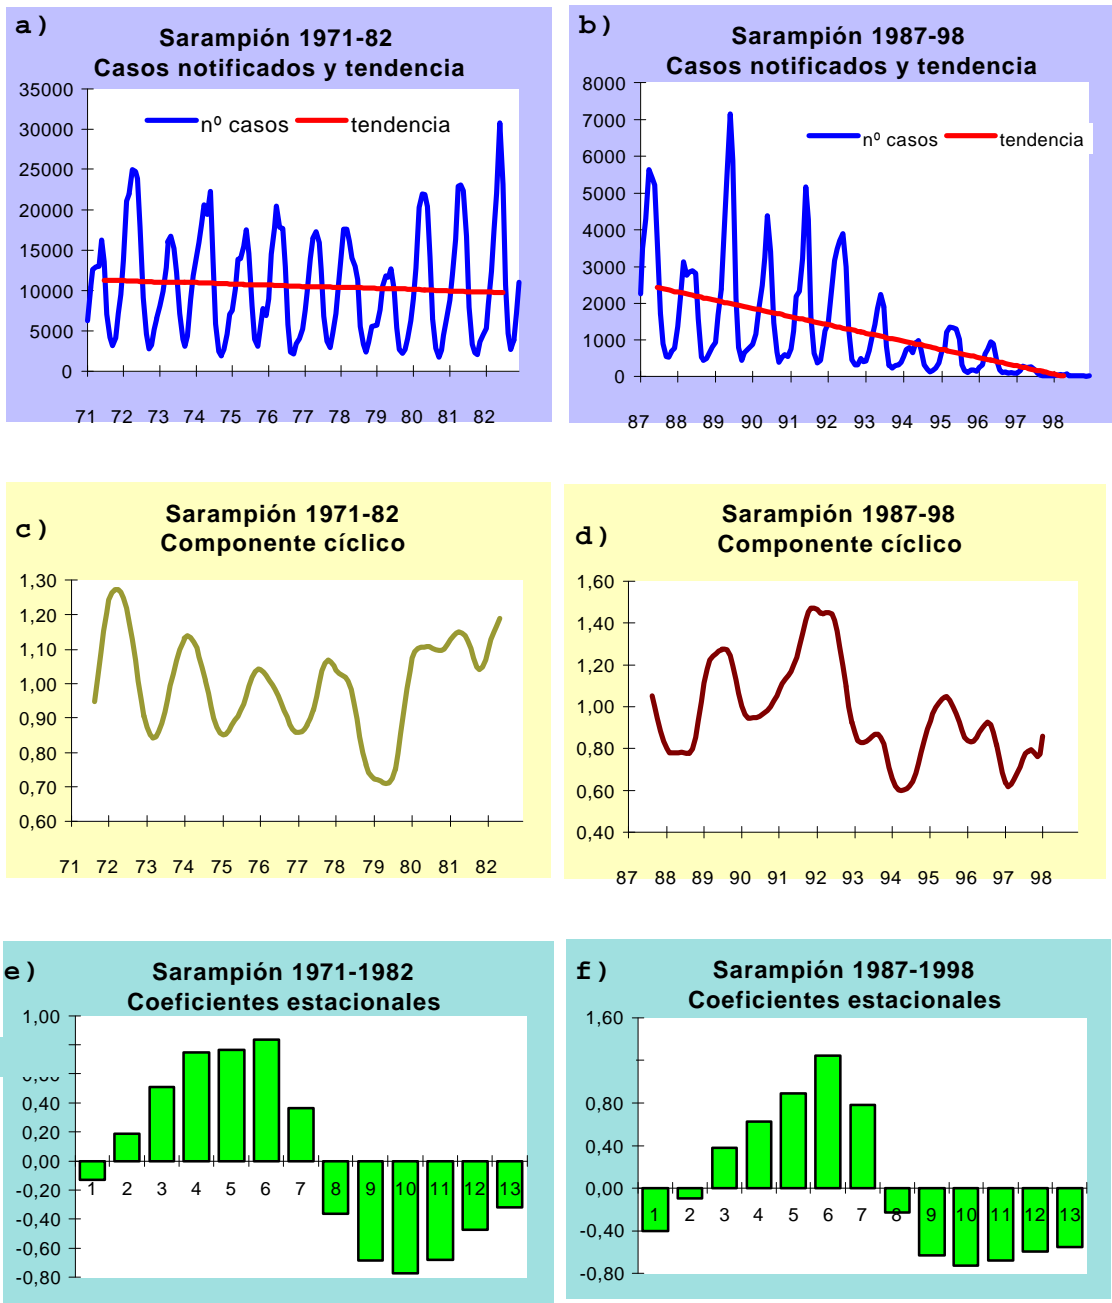 a)
Sarampión 1971-82
Casos notificados y tendencia
35000
30000
25000
20000
15000
10000
5000
0
nº casos
tendencia
71 72 73 74 75 76 77 78 79 80 81 82
b)
Sarampión 1987-98
Casos notificados y tendencia
8000
7000
6000
5000
4000
3000
2000
1000
0
nº casos
tendencia
87 88 89 90 91 92 93 94 95 96 97 98
c)
Sarampión 1971-82
Componente cíclico
1,30
1,20
1,10
1,00
0,90
0,80
0,70
0,60
71 72 73 74 75 76 77 78 79 80 81 82
d)
Sarampión 1987-98
Componente cíclico
1,60
1,40
1,20
1,00
0,80
0,60
0,40
87 88 89 90 91 92 93 94 95 96 97 98
e)
Sarampión 1971-1982
Coeficientes estacionales
1,00
0,40
0,20
0,00
-0,20
-0,40
-0,60
-0,80
1 2 3 4 5 6 7 8 9 10 11 12 13
f)
Sarampión 1987-1998
Coeficientes estacionales
1,60
0,80
0,40
0,00
-0,40
-0,80
1 2 3 4 5 6 7 8 9 10 11 12 13